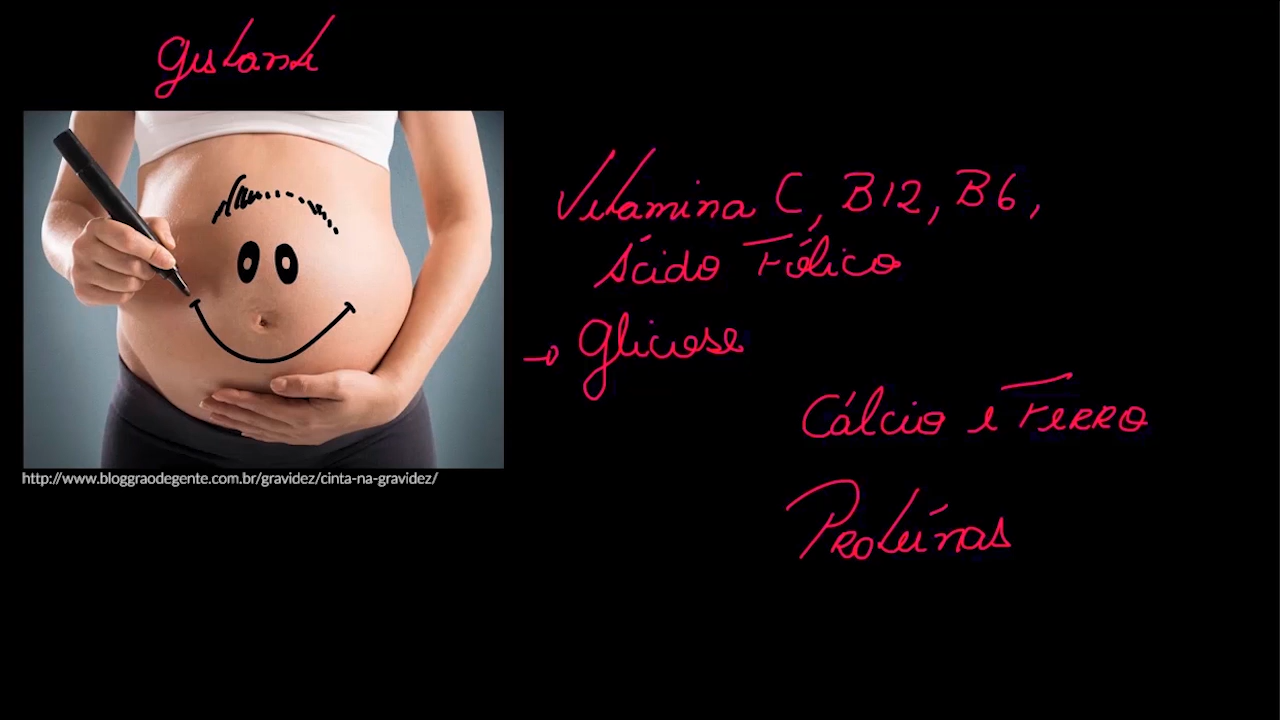 Gestante
Vitamina C, B12, B6,
Ácido Fólico
→ Glicose
Cálcio e Ferro
Proteínas
http://www.bloggraodegente.com.br/gravidez/cinta-na-gravidez/